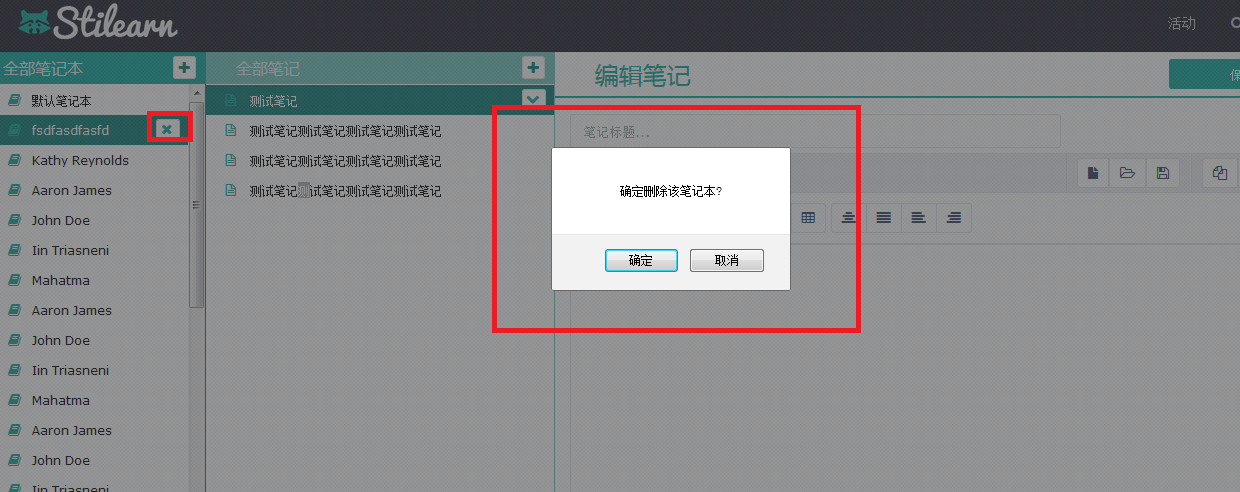 Stilearn
活动
全部笔记本
全部笔记
编辑笔记
保
默认笔记本
fsdfasdfasfd
Kathy Reynolds
Aaron James
John Doe
Iin Triasneni
Mahatma
Aaron James
John Doe
Iin Triasneni
Mahatma
Aaron James
John Doe
Iin Triasneni
测试笔记
测试笔记测试笔记测试笔记测试笔记
测试笔记测试笔记测试笔记测试笔记
测试笔记测试笔记测试笔记测试笔记
笔记标题...
确定删除该笔记本?
确定
取消